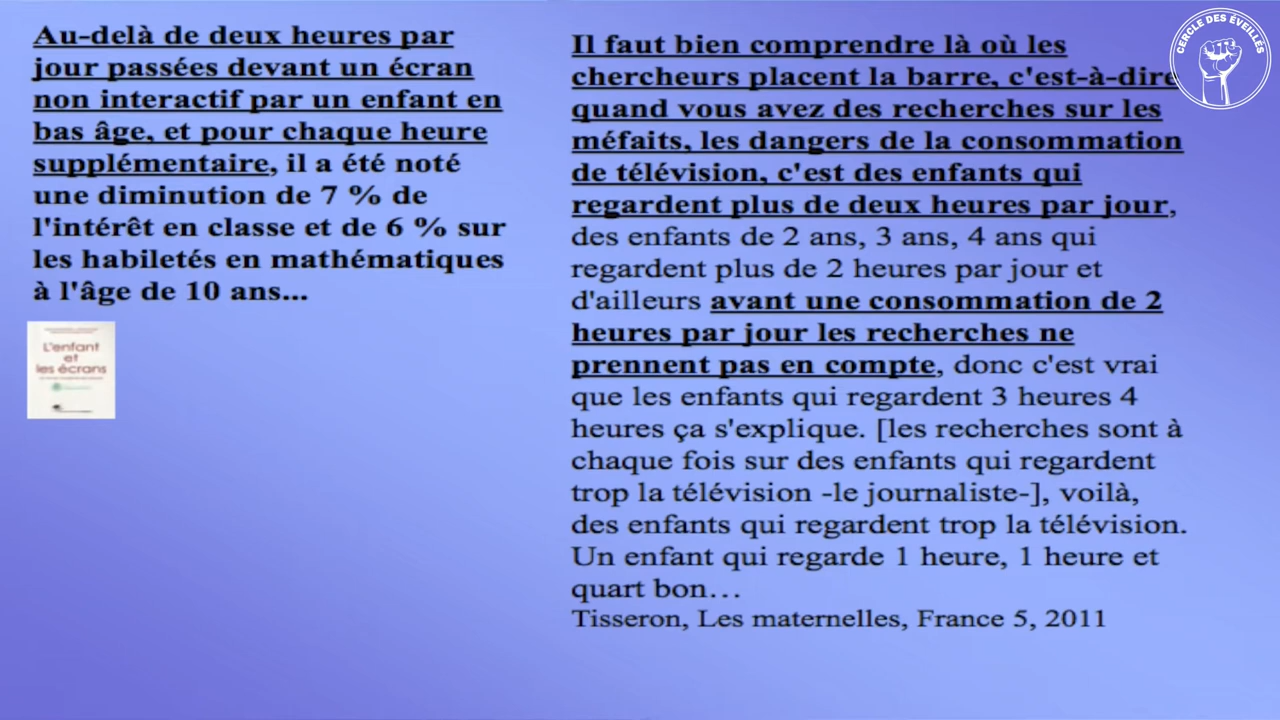 Au-delà de deux heures par
jour passées devant un écran
non interactif par un enfant en
bas âge, et pour chaque heure
supplémentaire, il a été noté
une diminution de 7 % de
l'intérêt en classe et de 6 % sur
les habiletés en mathématiques
à l'âge de 10 ans...
L'enfant
et
les écrans
Il faut bien comprendre là où les
chercheurs placent la barre, c'est-à-dire
quand vous avez des recherches sur les
méfaits, les dangers de la consommation
de télévision, c'est des enfants qui
regardent plus de deux heures par jour,
des enfants de 2 ans, 3 ans, 4 ans qui
regardent plus de 2 heures par jour et
d'ailleurs avant une consommation de 2
heures par jour les recherches ne
prennent pas en compte, donc c'est vrai
que les enfants qui regardent 3 heures 4
heures ça s'explique. [les recherches sont à
chaque fois sur des enfants qui regardent
trop la télévision -le journaliste-], voilà,
des enfants qui regardent trop la télévision.
Un enfant qui regarde 1 heure, 1 heure et
quart bon…
Tisseron, Les maternelles, France 5, 2011
CERCLE DES ÉVEILLÉS